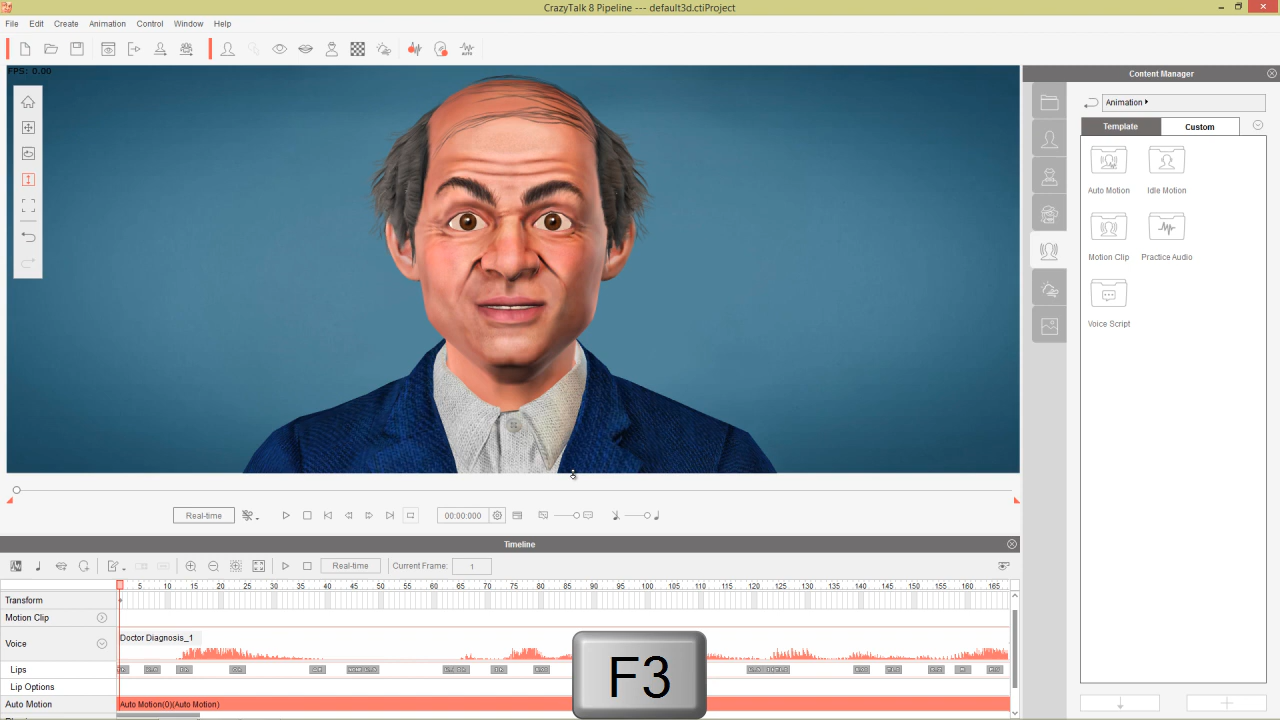 CrazyTalk 8 Pipeline --- default3d.ctiProject
File Edit Create Animation Control Window Help
FPS: 0.00
Content Manager
Animation
Template Custom
Auto Motion Idle Motion
Motion Clip Practice Audio
Voice Script
Real-time 00:00:000
Timeline
Real-time Current Frame: 1
5 10 15 20 25 30 35 40 45 50 55 60 65 70 75 80 85 90 95 100 105 110 115 120 125 130 135 140 145 150 155 160 165
Transform
Motion Clip
Voice Doctor Diagnosis_1
Lips
Lip Options
Auto Motion Auto Motion(0)(Auto Motion)
F3